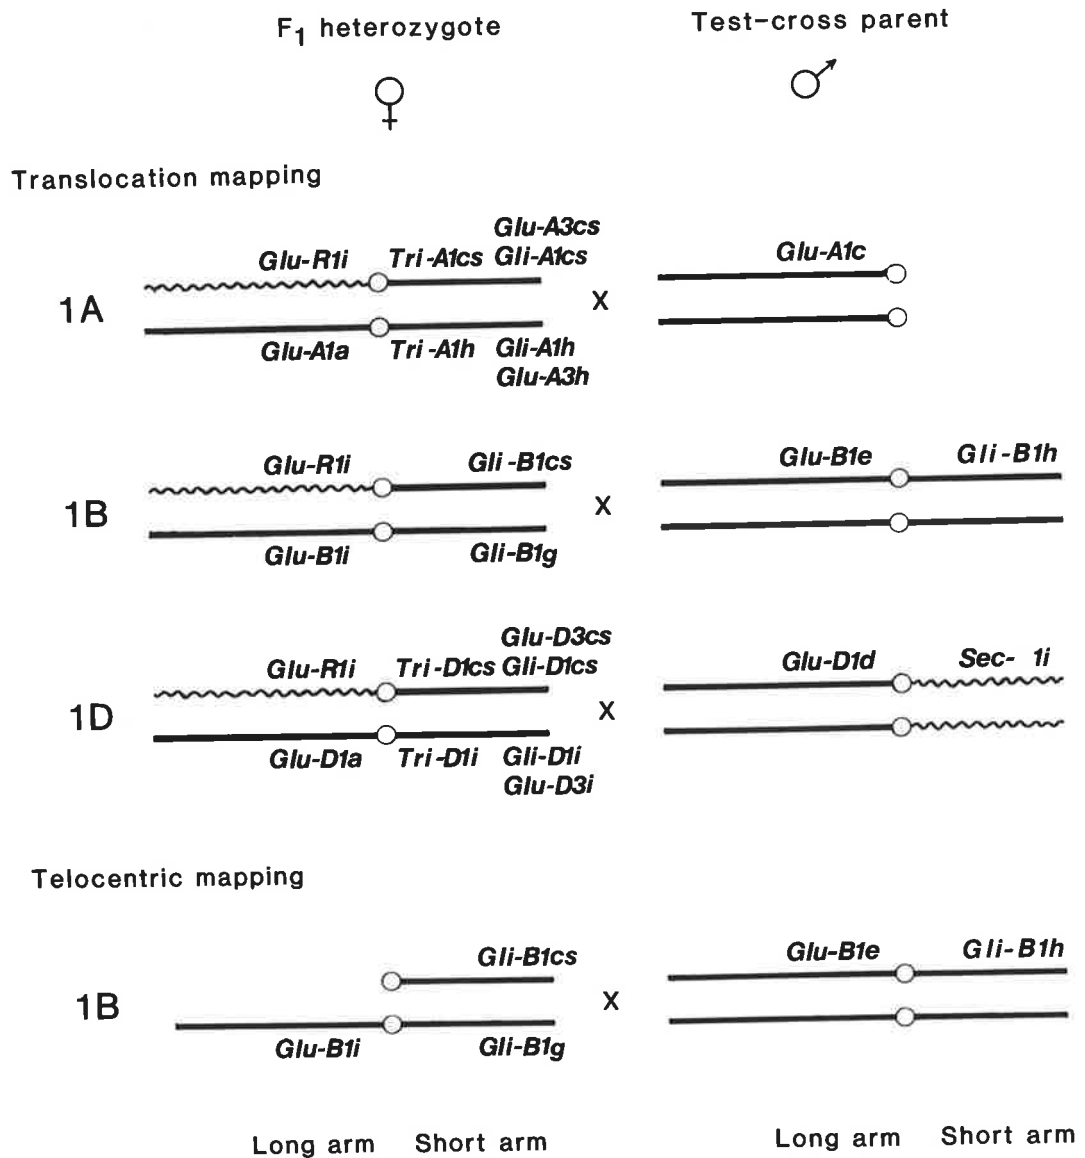 F1 heterozygote Test-cross parent
♀ ♂
Translocation mapping
Glu-A3cs
Glu-R1i Tri-A1cs Gli-A1cs Glu-A1c
1A X
Glu-A1a Tri-A1h Gli-A1h
Glu-A3h
Glu-R1i Gli-B1cs Glu-B1e Gli-B1h
1B X
Glu-B1i Gli-B1g
Glu-D3cs
Glu-R1i Tri-D1cs Gli-D1cs Glu-D1d Sec- 1i
1D X
Glu-D1a Tri-D1i Gli-D1i
Glu-D3i
Telocentric mapping
Gli-B1cs Glu-B1e Gli-B1h
1B X
Glu-B1i Gli-B1g
Long arm Short arm Long arm Short arm